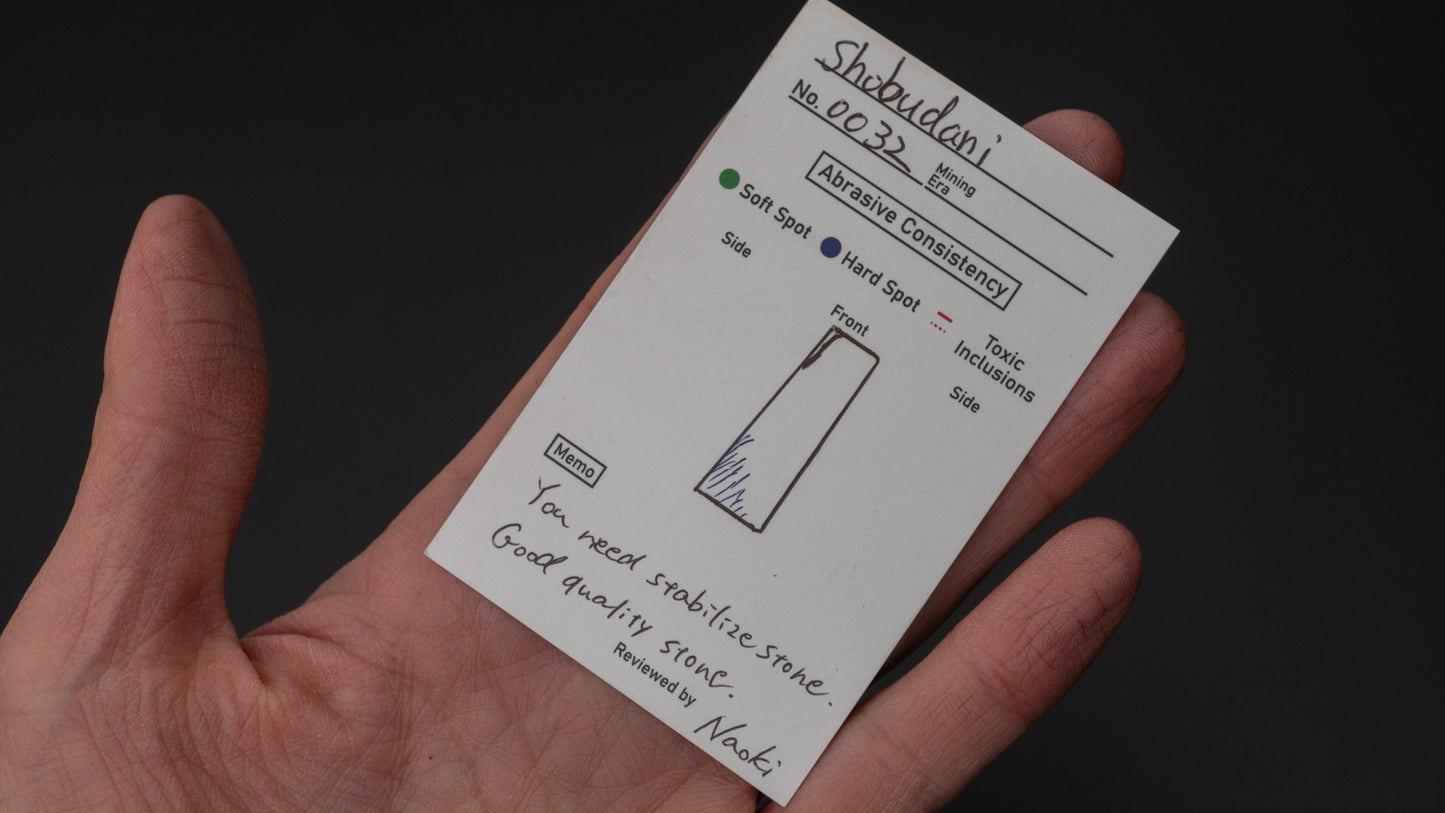 Shobudani
No. 0032 Mining Era
Abrasive Consistency
Soft Spot Hard Spot Toxic Inclusions
Side Front Side
Memo
You need stabilize stone.
Good quality stone.
Reviewed by Naoki